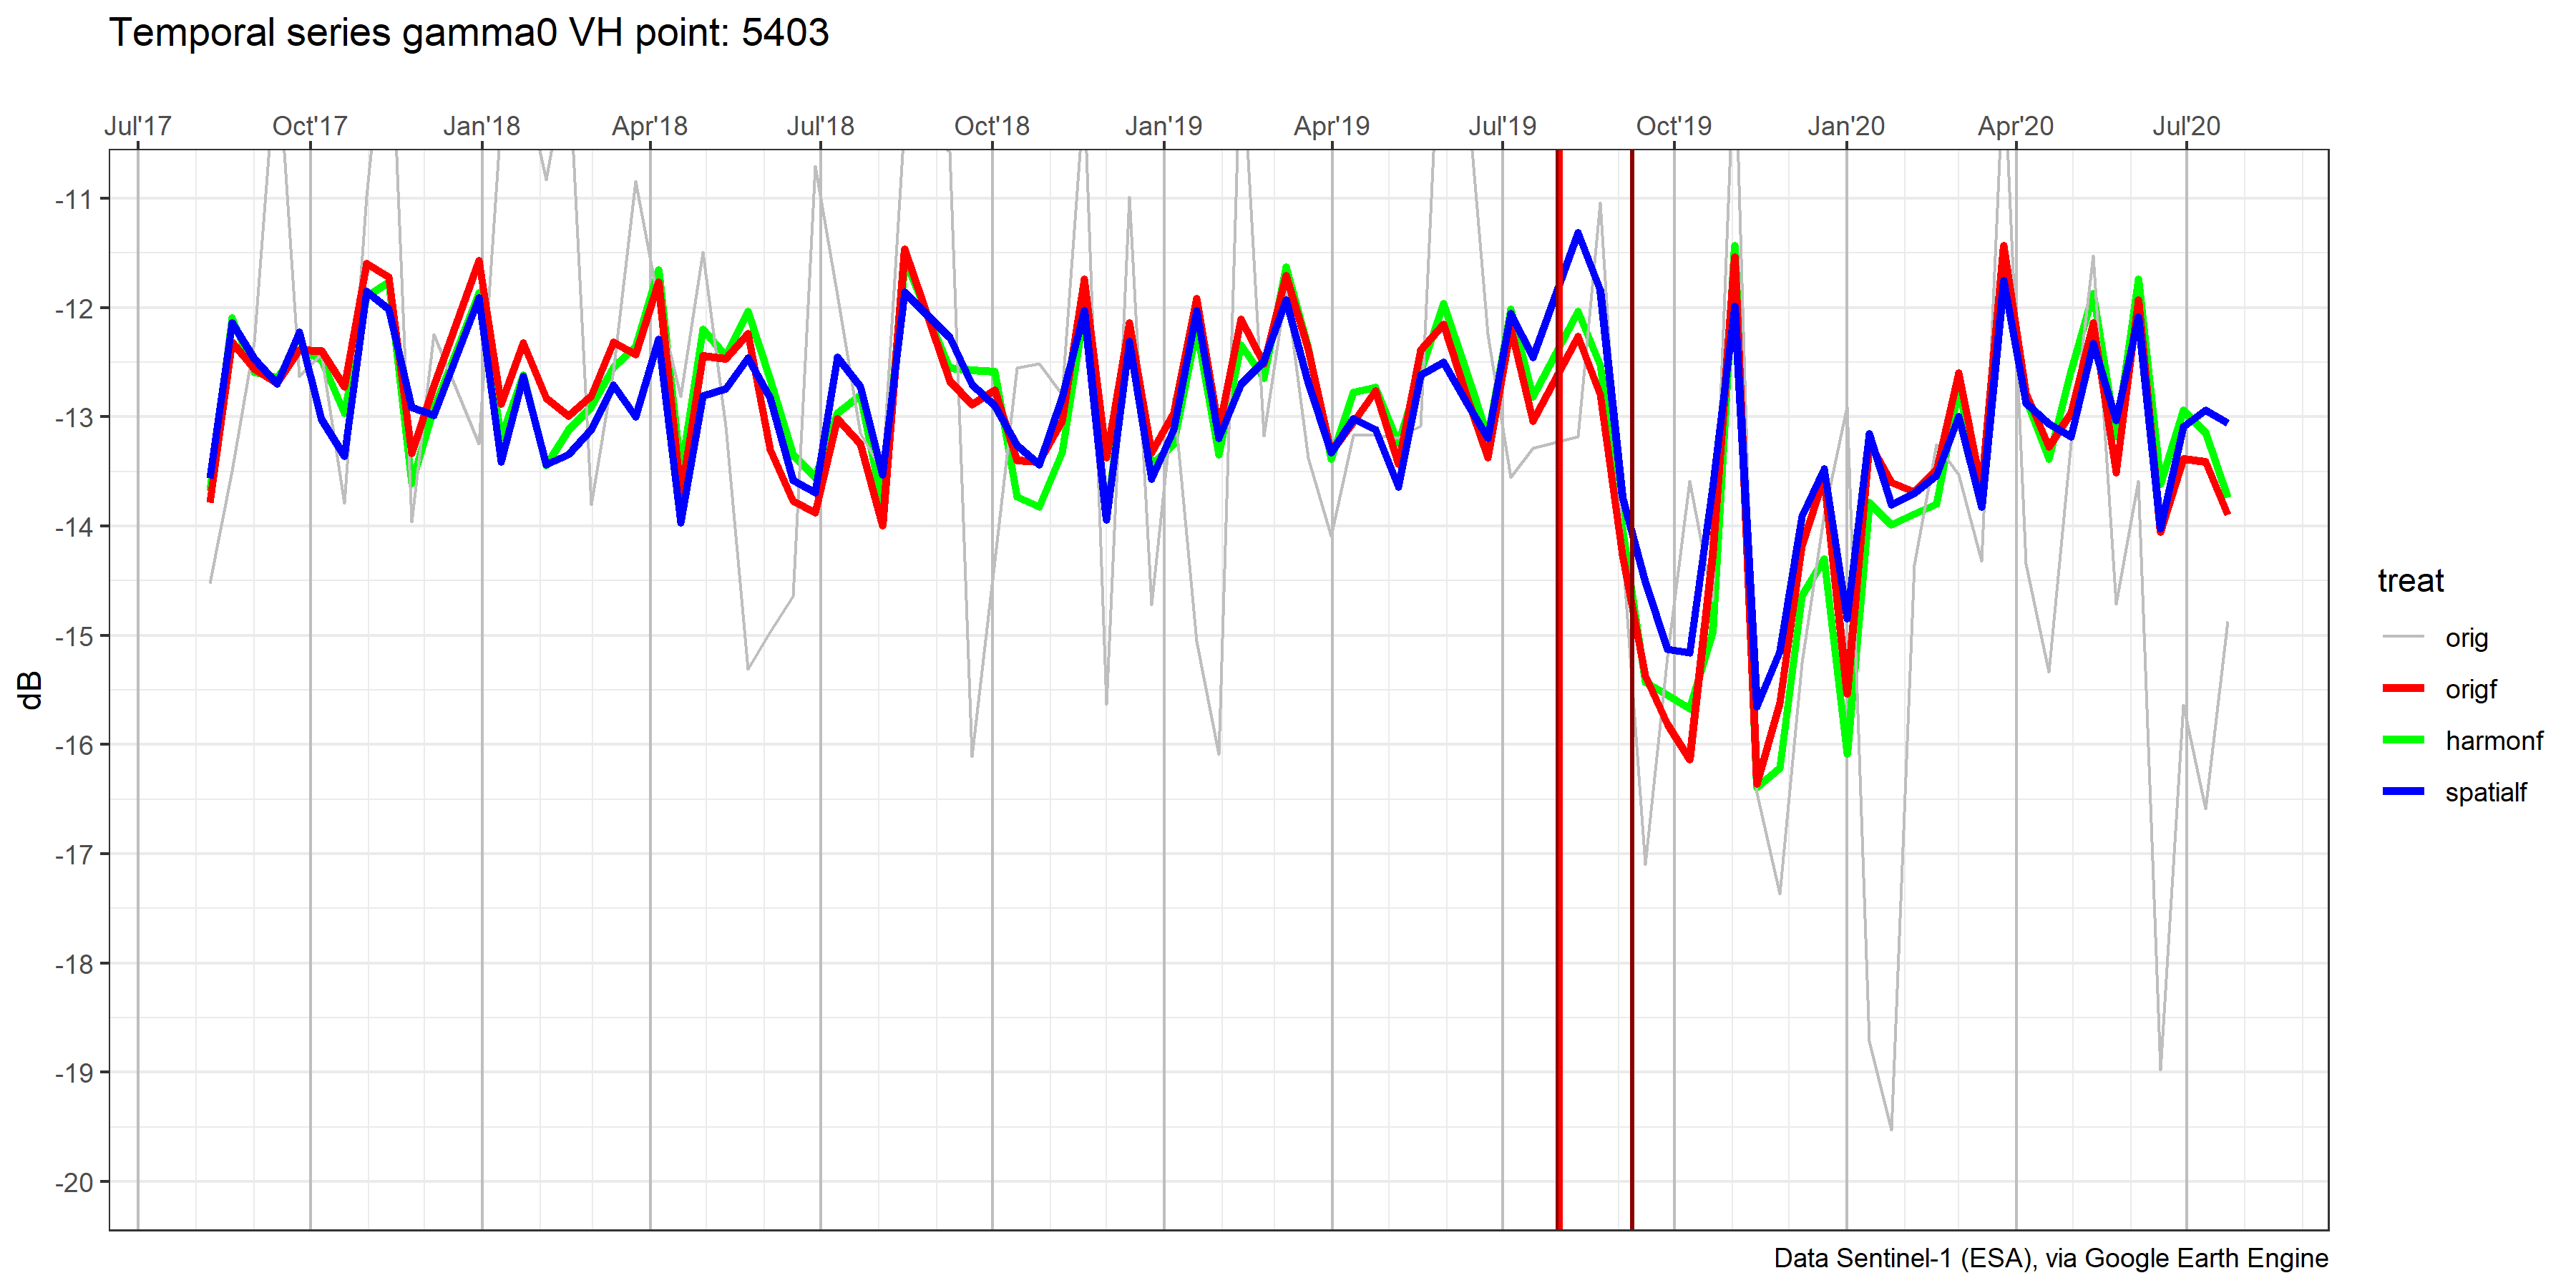 Temporal series gamma0 VH point: 5403
Jul'17 Oct'17 Jan'18 Apr'18 Jul'18 Oct'18 Jan'19 Apr'19 Jul'19 Oct'19 Jan'20 Apr'20 Jul'20
-11
-12
-13
-14
-15
-16
-17
-18
-19
-20
dB
treat
orig
origf
harmonf
spatialf
Data Sentinel-1 (ESA), via Google Earth Engine